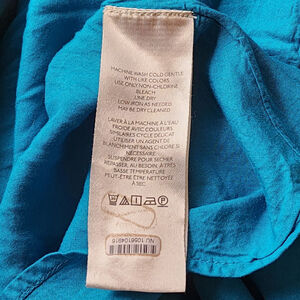 MACHINE WASH COLD GENTLE
WITH LIKE COLORS
USE ONLY NON-CHLORINE
BLEACH
LINE DRY
LOW IRON AS NEEDED
MAY BE DRY CLEANED
LAVER À LA MACHINE À L'EAU
FROIDE AVEC COULEURS
SIMILAIRES CYCLE DÉLICAT
UTILISER UN AGENT DE
BLANCHIMENT SANS CHLORE SI
NÉCESSAIRE
SUSPENDRE POUR SÉCHER
REPASSER, AU BESOIN, À TRÈS
BASSE TEMPÉRATURE
PEUT-ÊTRE ÊTRE NETTOYÉE
À SEC